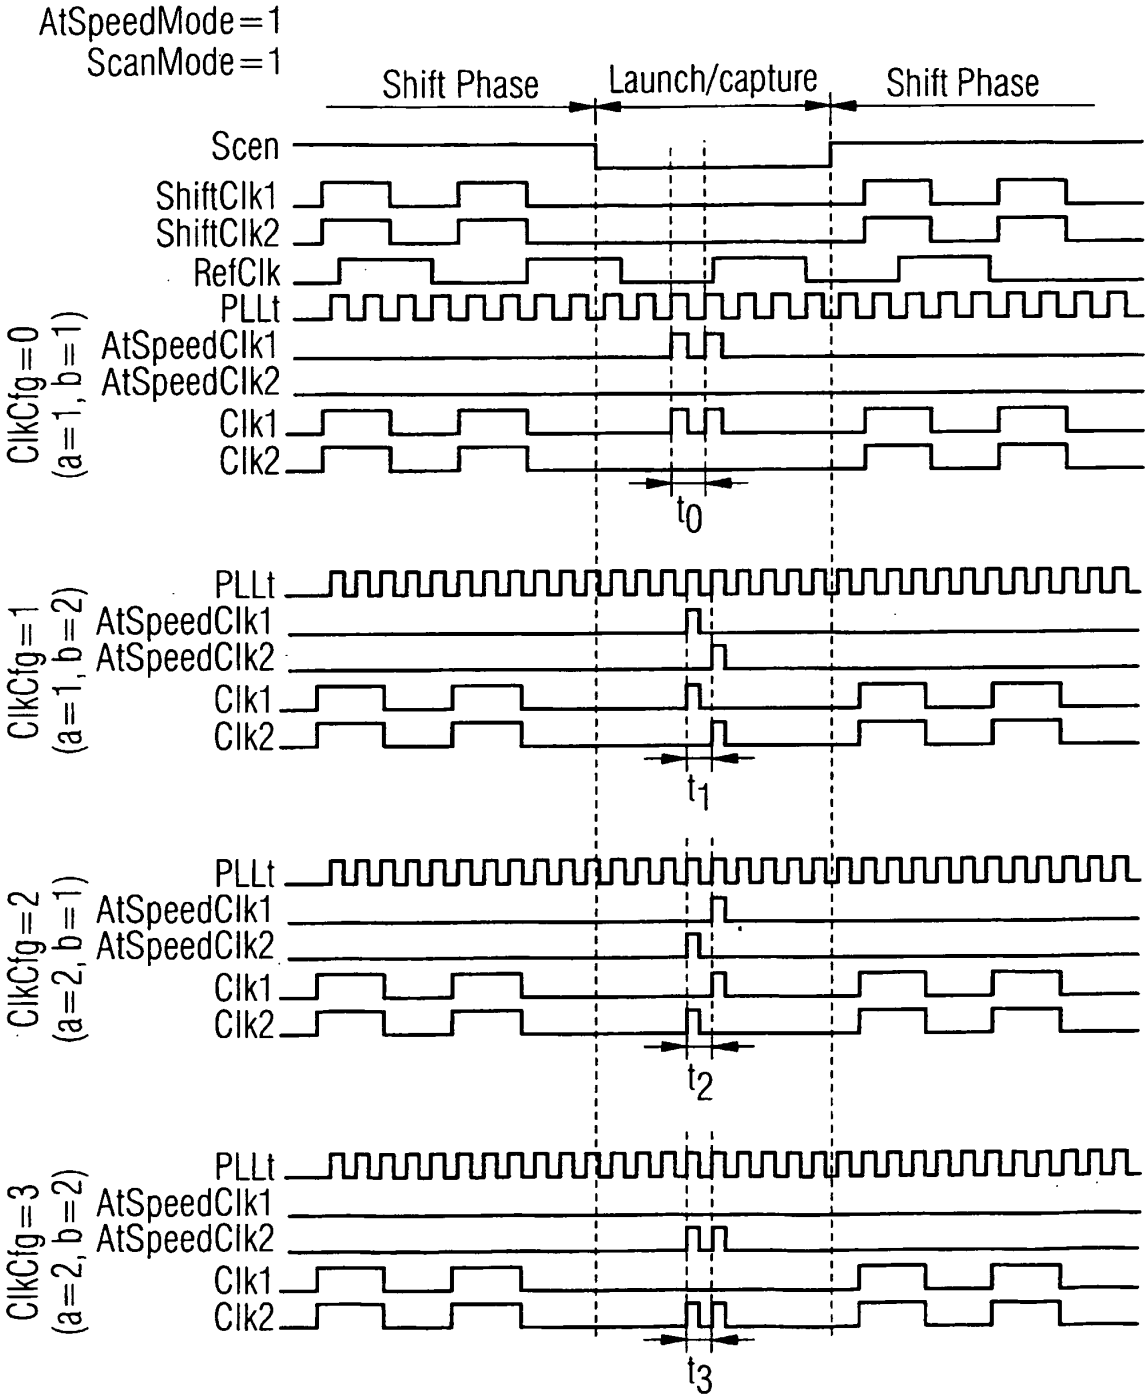 AtSpeedMode=1
ScanMode=1
Shift Phase
Launch/capture
Shift Phase
Scen
ShiftClk1
ShiftClk2
RefClk
PLLt
AtSpeedClk1
AtSpeedClk2
Clk1
Clk2
ClkCfg=0
(a=1, b=1)
t0
PLLt
AtSpeedClk1
AtSpeedClk2
Clk1
Clk2
ClkCfg=1
(a=1, b=2)
t1
PLLt
AtSpeedClk1
AtSpeedClk2
Clk1
Clk2
ClkCfg=2
(a=2, b=1)
t2
PLLt
AtSpeedClk1
AtSpeedClk2
Clk1
Clk2
ClkCfg=3
(a=2, b=2)
t3